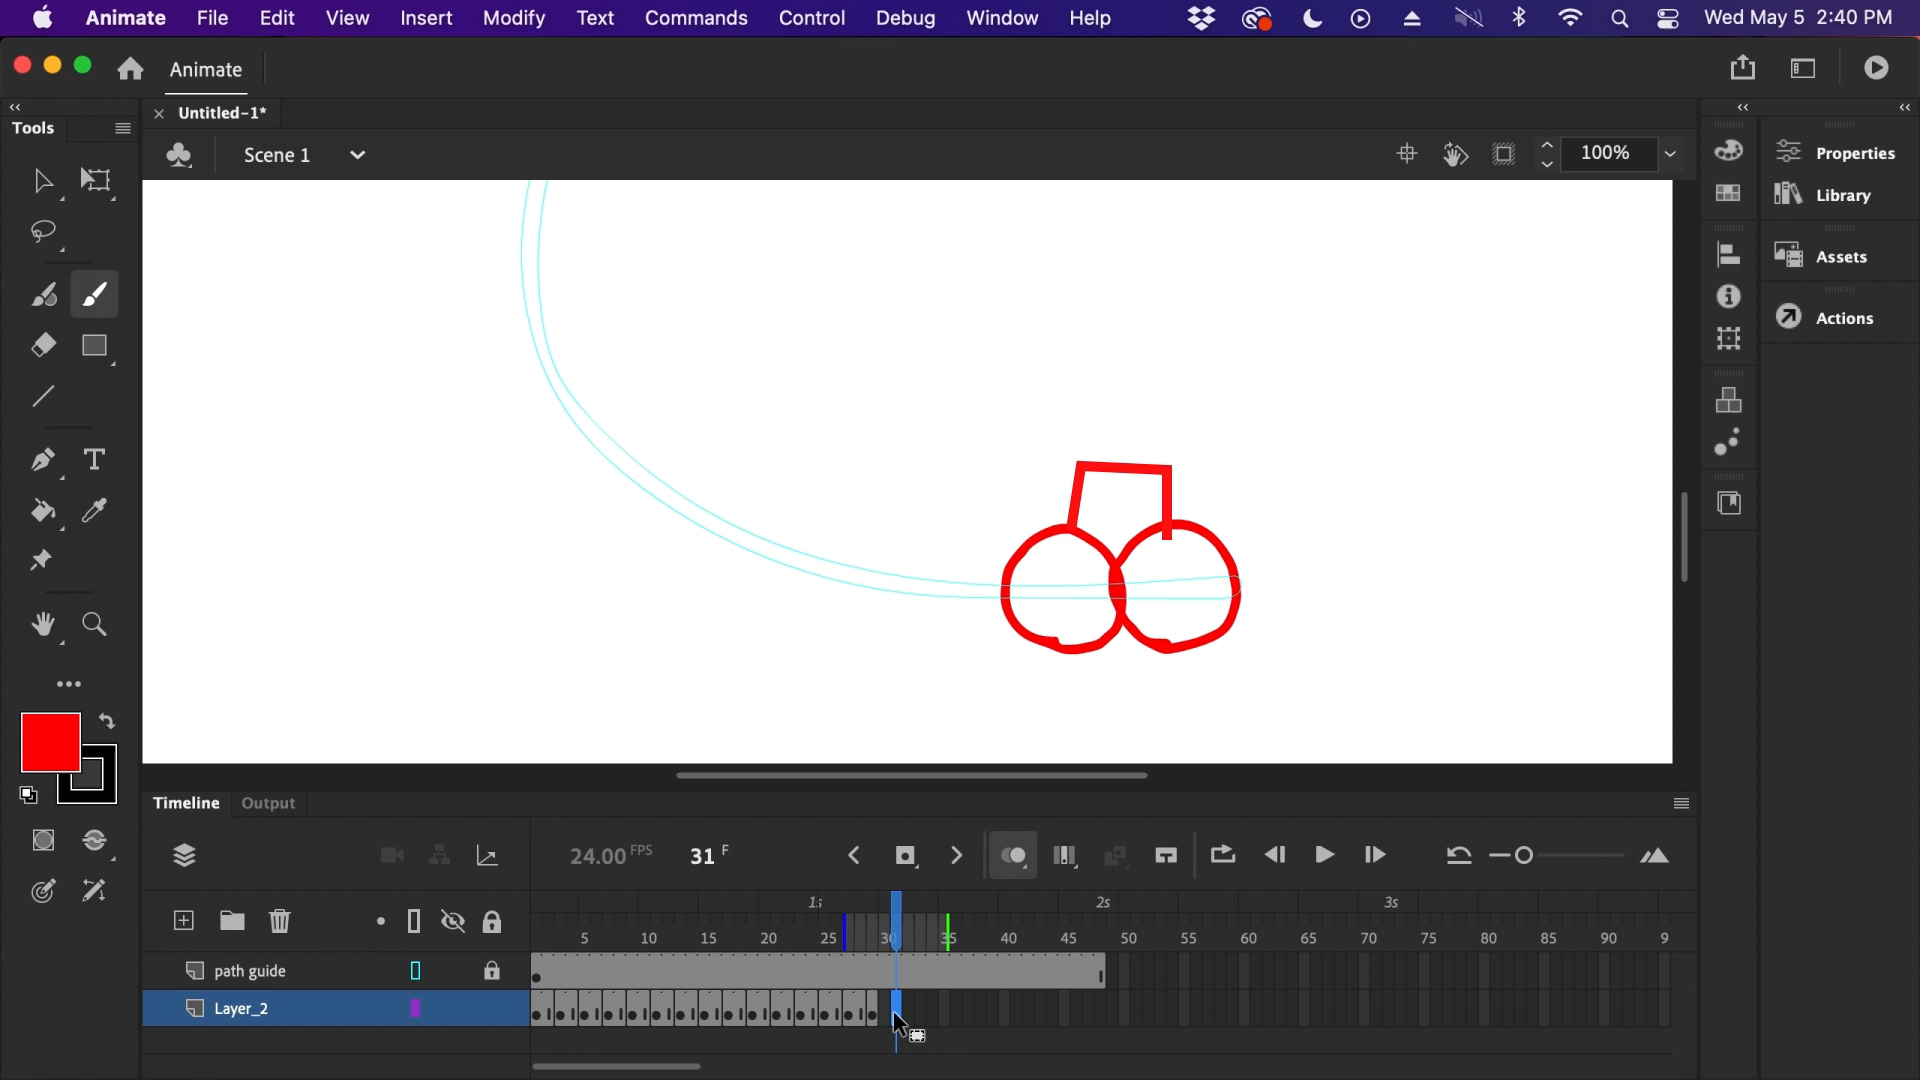 Animate File Edit View Insert Modify Text Commands Control Debug Window Help Wed May 5 2:40 PM
Animate
Tools
Untitled-1*
Scene 1
100%
Properties
Library
Assets
Actions
T
Timeline Output
24.00 FPS 31 F
1s 2s 3s
5 10 15 20 25 30 35 40 45 50 55 60 65 70 75 80 85 90 9
path guide
Layer_2